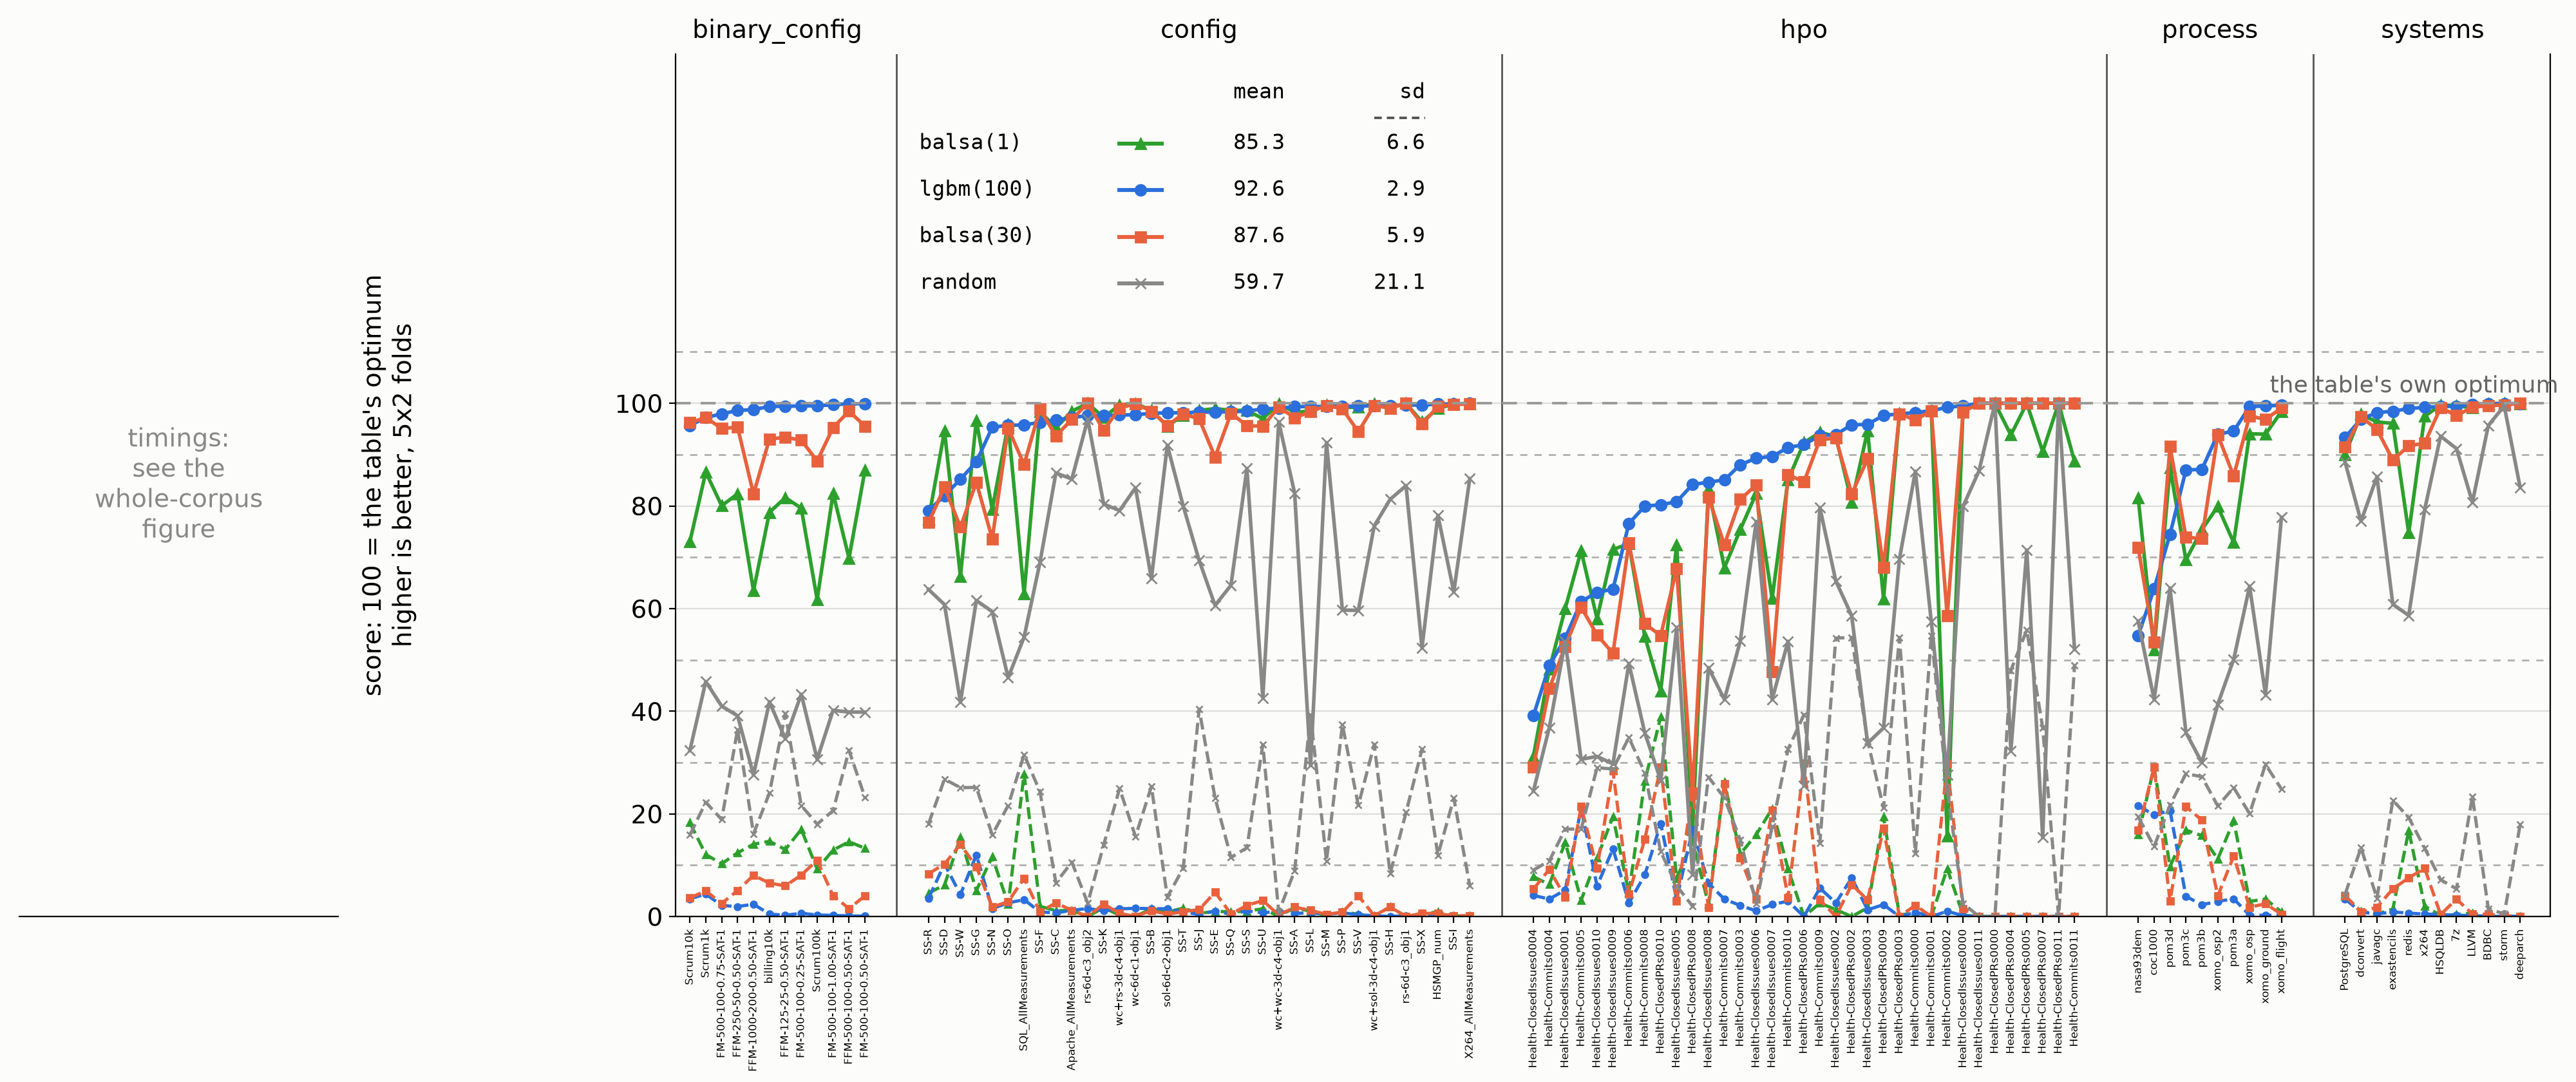 binary_config
config
hpo
process
systems
mean sd
balsa(1) 85.3 6.6
lgbm(100) 92.6 2.9
balsa(30) 87.6 5.9
random 59.7 21.1
timings:
see the
whole-corpus
figure
score: 100 = the table's optimum
higher is better, 5x2 folds
the table's own optimum
100
80
60
40
20
0
Scrum10k
Scrum1k
FM-500-100-0.75-SAT-1
FFM-250-50-0.50-SAT-1
FFM-1000-200-0.50-SAT-1
billing10k
FFM-125-25-0.50-SAT-1
FM-500-100-0.25-SAT-1
Scrum100k
FM-500-100-1.00-SAT-1
FFM-500-100-0.50-SAT-1
FM-500-100-0.50-SAT-1
SS-R
SS-D
SS-W
SS-G
SS-N
SS-O
SQL_AllMeasurements
SS-F
SS-C
Apache_AllMeasurements
rs-6d-c3_obj2
SS-K
wc+rs-3d-c4-obj1
wc-6d-c1-obj1
SS-B
sol-6d-c2-obj1
SS-T
SS-J
SS-E
SS-Q
SS-S
SS-U
wc+wc-3d-c4-obj1
SS-A
SS-L
SS-M
SS-P
SS-V
wc+sol-3d-c4-obj1
SS-H
rs-6d-c3_obj1
SS-X
HSMGP_num
SS-I
X264_AllMeasurements
Health-ClosedIssues0004
Health-Commits0004
Health-ClosedIssues0001
Health-Commits0005
Health-ClosedIssues0010
Health-ClosedIssues0009
Health-Commits0006
Health-Commits0008
Health-ClosedPRs0010
Health-ClosedIssues0005
Health-ClosedPRs0008
Health-ClosedIssues0008
Health-Commits0007
Health-Commits0003
Health-ClosedIssues0006
Health-ClosedIssues0007
Health-Commits0010
Health-ClosedPRs0006
Health-Commits0009
Health-ClosedIssues0002
Health-ClosedPRs0002
Health-ClosedIssues0003
Health-ClosedPRs0009
Health-ClosedPRs0003
Health-Commits0000
Health-Commits0001
Health-Commits0002
Health-ClosedIssues0000
Health-ClosedIssues0011
Health-ClosedPRs0000
Health-ClosedPRs0004
Health-ClosedPRs0005
Health-ClosedPRs0007
Health-ClosedPRs0011
Health-Commits0011
nasa93dem
coc1000
pom3d
pom3c
pom3b
xomo_osp2
pom3a
xomo_osp
xomo_ground
xomo_flight
PostgreSQL
dconvert
javagc
exastencils
redis
x264
HSQLDB
7z
LLVM
BDBC
storm
deeparch